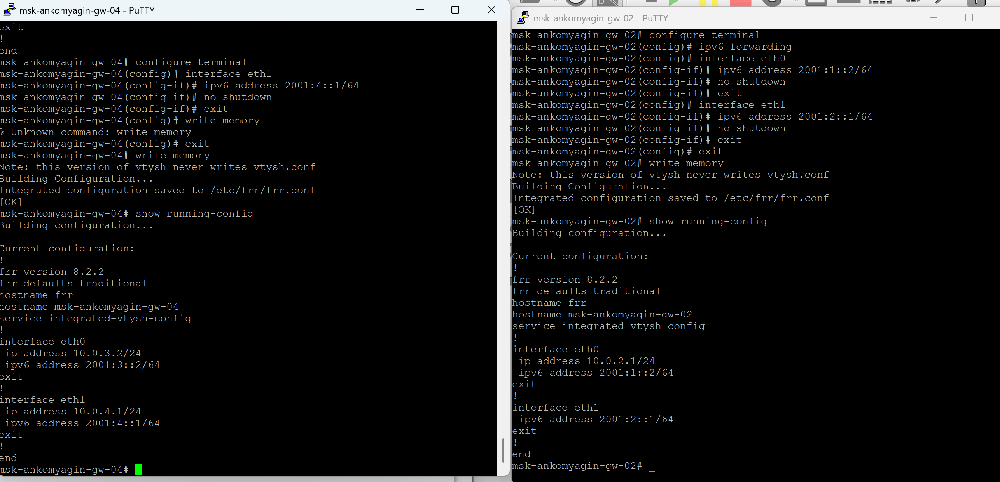 msk-ankomyagin-gw-04 - PuTTY
exit
!
end
msk-ankomyagin-gw-04# configure terminal
msk-ankomyagin-gw-04(config)# interface eth1
msk-ankomyagin-gw-04(config-if)# ipv6 address 2001:4::1/64
msk-ankomyagin-gw-04(config-if)# no shutdown
msk-ankomyagin-gw-04(config-if)# exit
msk-ankomyagin-gw-04(config)# write memory
% Unknown command: write memory
msk-ankomyagin-gw-04(config)# exit
msk-ankomyagin-gw-04# write memory
Note: this version of vtysh never writes vtysh.conf
Building Configuration...
Integrated configuration saved to /etc/frr/frr.conf
[OK]
msk-ankomyagin-gw-04# show running-config
Building configuration...

Current configuration:
!
frr version 8.2.2
frr defaults traditional
hostname frr
hostname msk-ankomyagin-gw-04
service integrated-vtysh-config
!
interface eth0
 ip address 10.0.3.2/24
 ipv6 address 2001:3::2/64
exit
!
interface eth1
 ip address 10.0.4.1/24
 ipv6 address 2001:4::1/64
exit
!
end
msk-ankomyagin-gw-04#
msk-ankomyagin-gw-02 - PuTTY
msk-ankomyagin-gw-02# configure terminal
msk-ankomyagin-gw-02(config)# ipv6 forwarding
msk-ankomyagin-gw-02(config)# interface eth0
msk-ankomyagin-gw-02(config-if)# ipv6 address 2001:1::2/64
msk-ankomyagin-gw-02(config-if)# no shutdown
msk-ankomyagin-gw-02(config-if)# exit
msk-ankomyagin-gw-02(config)# interface eth1
msk-ankomyagin-gw-02(config-if)# ipv6 address 2001:2::1/64
msk-ankomyagin-gw-02(config-if)# no shutdown
msk-ankomyagin-gw-02(config-if)# exit
msk-ankomyagin-gw-02(config)# exit
msk-ankomyagin-gw-02# write memory
Note: this version of vtysh never writes vtysh.conf
Building Configuration...
Integrated configuration saved to /etc/frr/frr.conf
[OK]
msk-ankomyagin-gw-02# show running-config
Building configuration...

Current configuration:
!
frr version 8.2.2
frr defaults traditional
hostname frr
hostname msk-ankomyagin-gw-02
service integrated-vtysh-config
!
interface eth0
 ip address 10.0.2.1/24
 ipv6 address 2001:1::2/64
exit
!
interface eth1
 ipv6 address 2001:2::1/64
exit
!
end
msk-ankomyagin-gw-02#